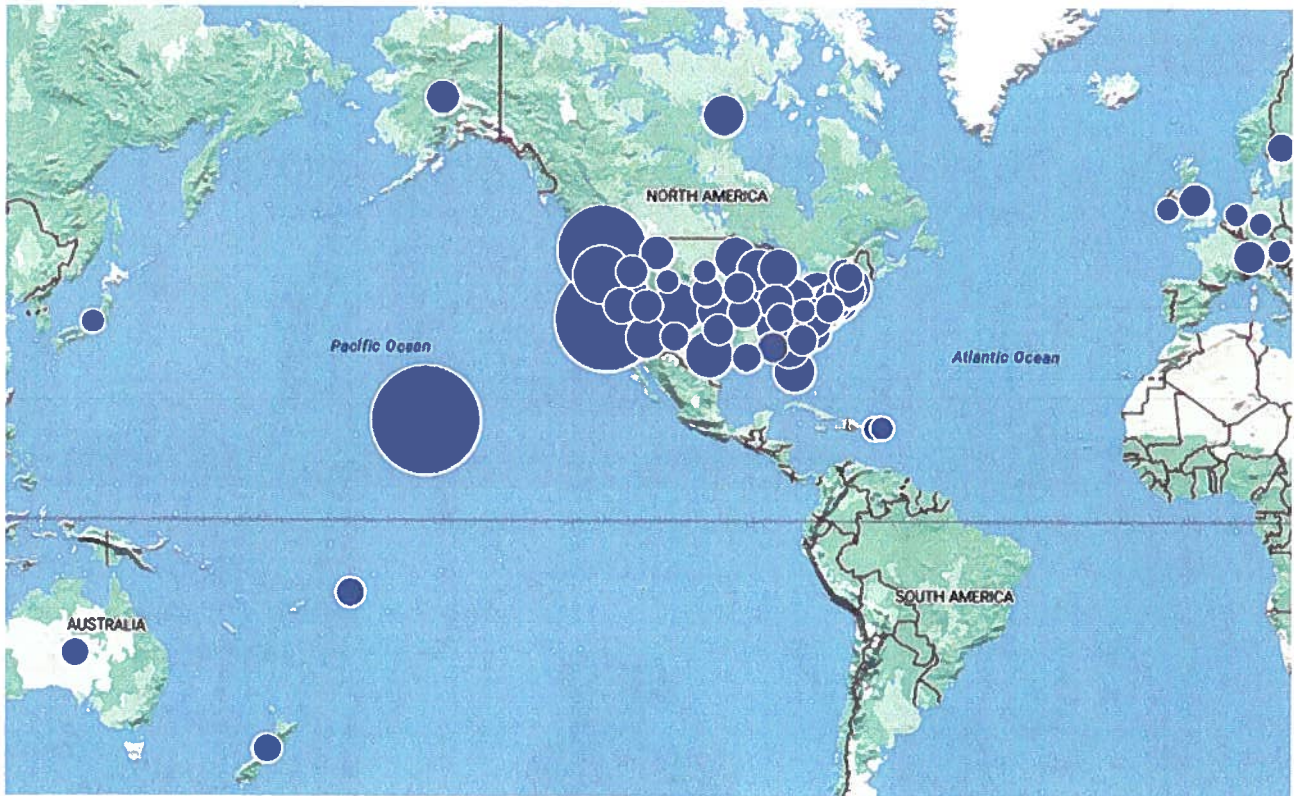 NORTH AMERICA
Pacific Ocean
Atlantic Ocean
SOUTH AMERICA
AUSTRALIA